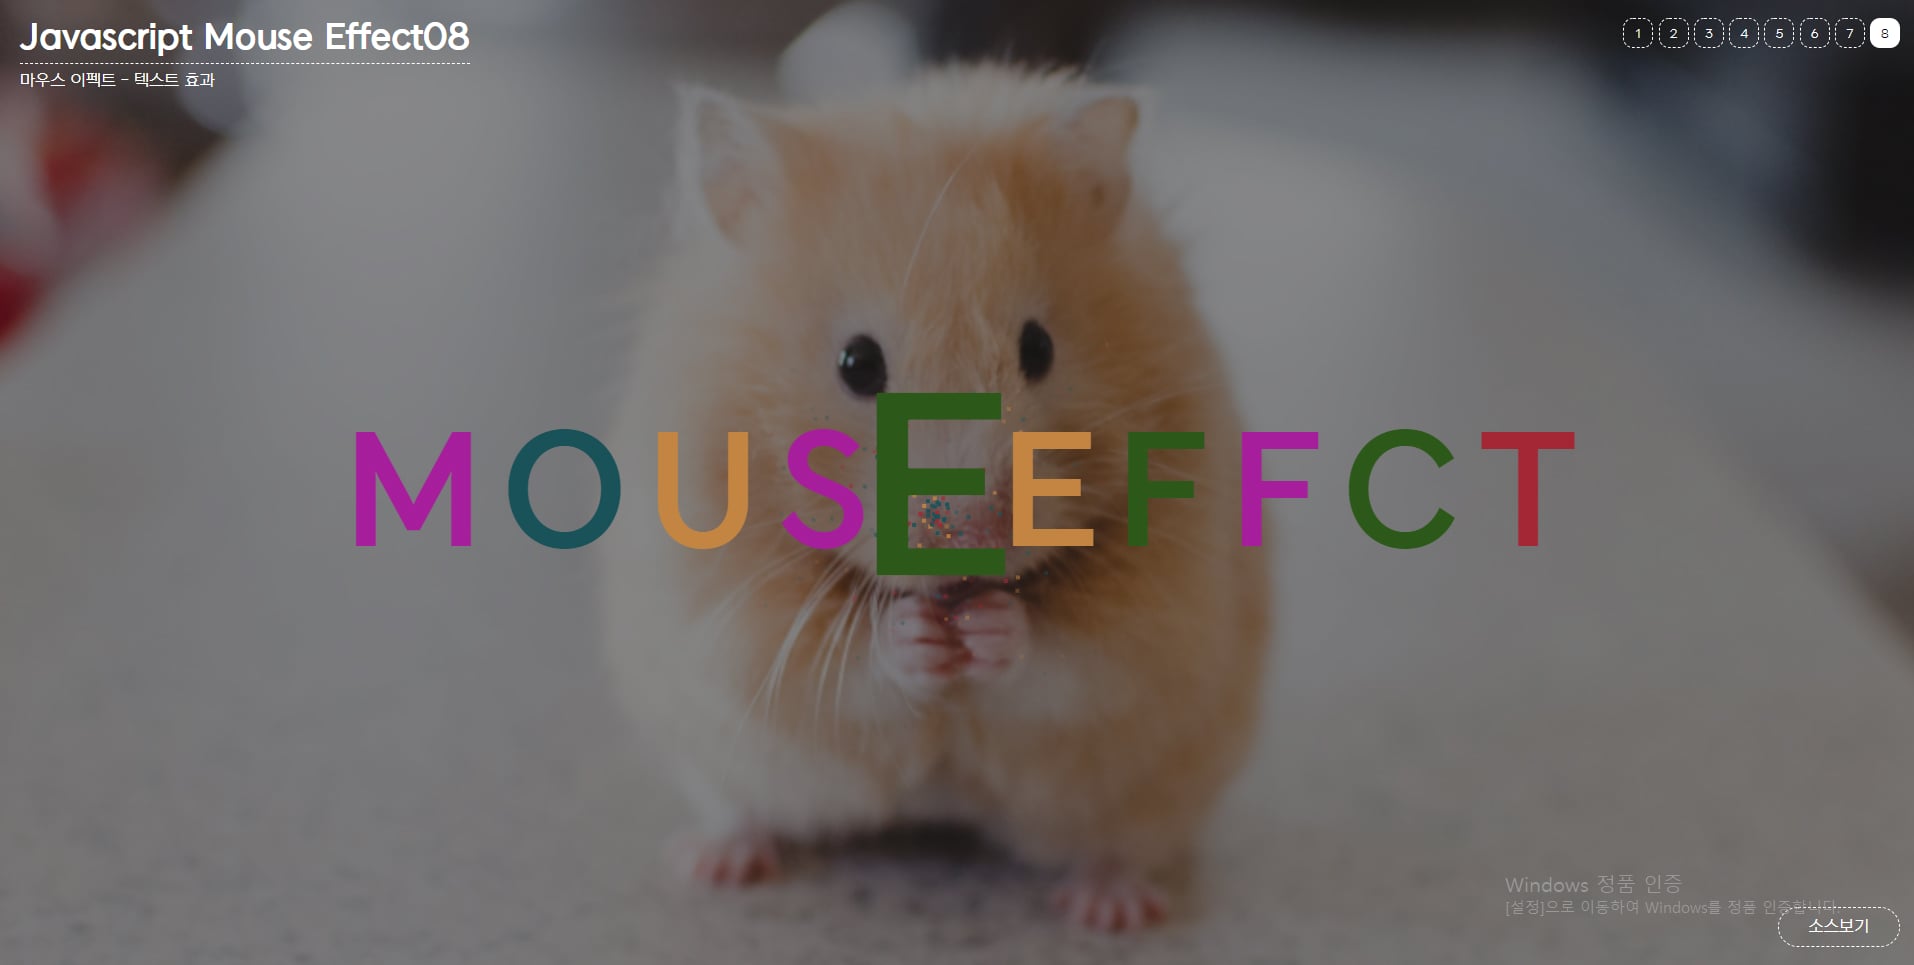 Javascript Mouse Effect08
1 2 3 4 5 6 7 8
마우스 이펙트 - 텍스트 효과
MOUSEEFFCT
Windows 정품 인증
[설정]으로 이동하여 Windows를 정품 인증합니다.
소스보기